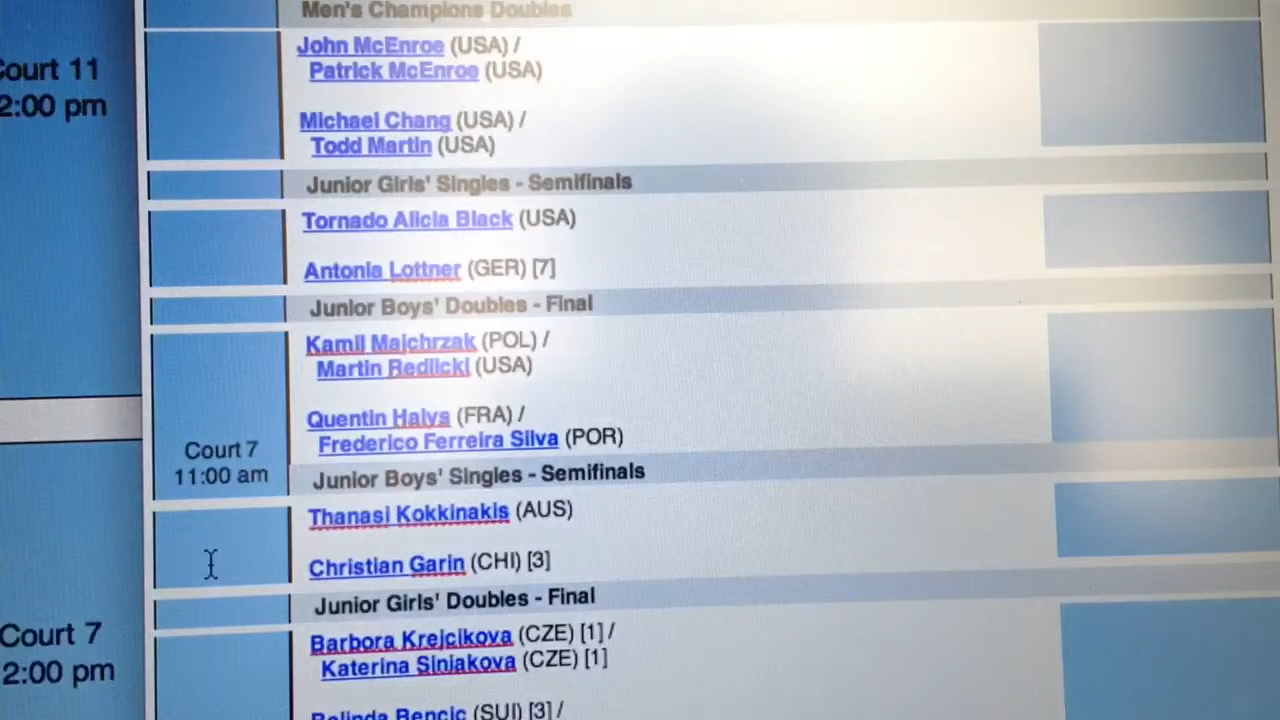 Men's Champions Doubles
Court 11
2:00 pm
John McEnroe (USA) /
Patrick McEnroe (USA)
Michael Chang (USA) /
Todd Martin (USA)
Junior Girls' Singles - Semifinals
Tornado Alicia Black (USA)
Antonia Lottner (GER) [7]
Junior Boys' Doubles - Final
Kamil Majchrzak (POL) /
Martin Redlicki (USA)
Quentin Halys (FRA) /
Frederico Ferreira Silva (POR)
Court 7
11:00 am
Junior Boys' Singles - Semifinals
Thanasi Kokkinakis (AUS)
Christian Garin (CHI) [3]
Junior Girls' Doubles - Final
Court 7
2:00 pm
Barbora Krejcikova (CZE) [1] /
Katerina Siniakova (CZE) [1]
Belinda Bencic (SUI) [3] /